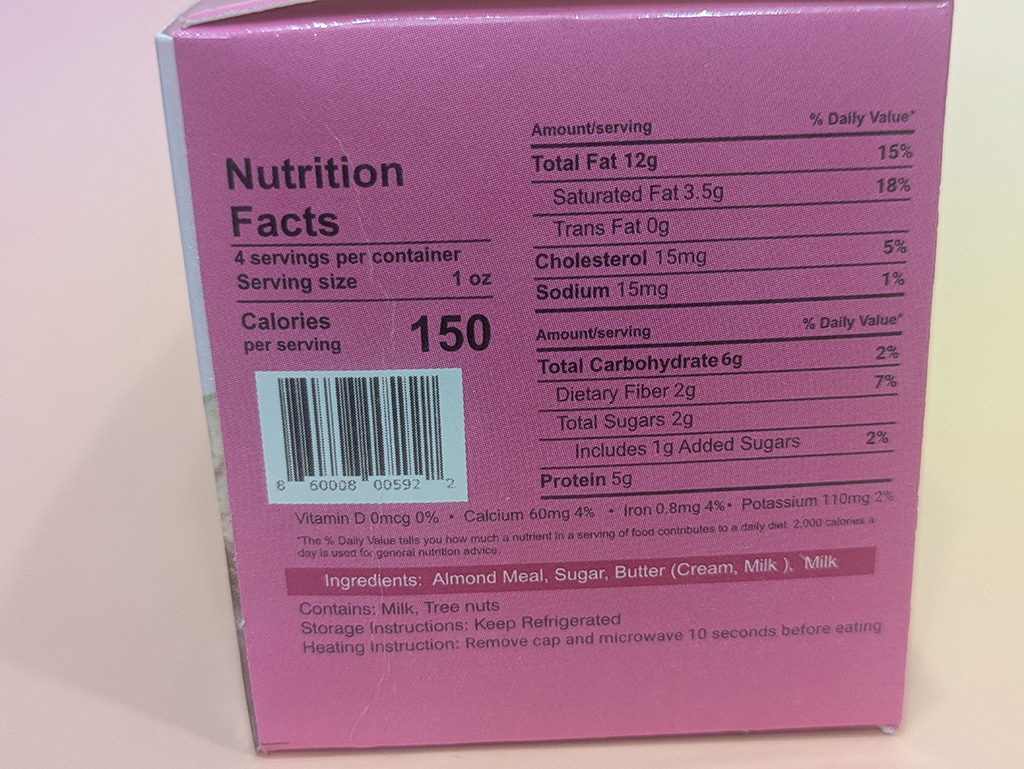 Nutrition
Facts
4 servings per container
Serving size 1 oz
Calories
per serving 150
8 60008 00592 2
Amount/serving % Daily Value*
Total Fat 12g 15%
Saturated Fat 3.5g 18%
Trans Fat 0g
Cholesterol 15mg 5%
Sodium 15mg 1%
Amount/serving % Daily Value*
Total Carbohydrate 6g 2%
Dietary Fiber 2g 7%
Total Sugars 2g
Includes 1g Added Sugars 2%
Protein 5g
Vitamin D 0mcg 0% • Calcium 60mg 4% • Iron 0.8mg 4% • Potassium 110mg 2%
*The % Daily Value tells you how much a nutrient in a serving of food contributes to a daily diet. 2,000 calories a
day is used for general nutrition advice.
Ingredients: Almond Meal, Sugar, Butter (Cream, Milk ), Milk
Contains: Milk, Tree nuts
Storage Instructions: Keep Refrigerated
Heating Instruction: Remove cap and microwave 10 seconds before eating